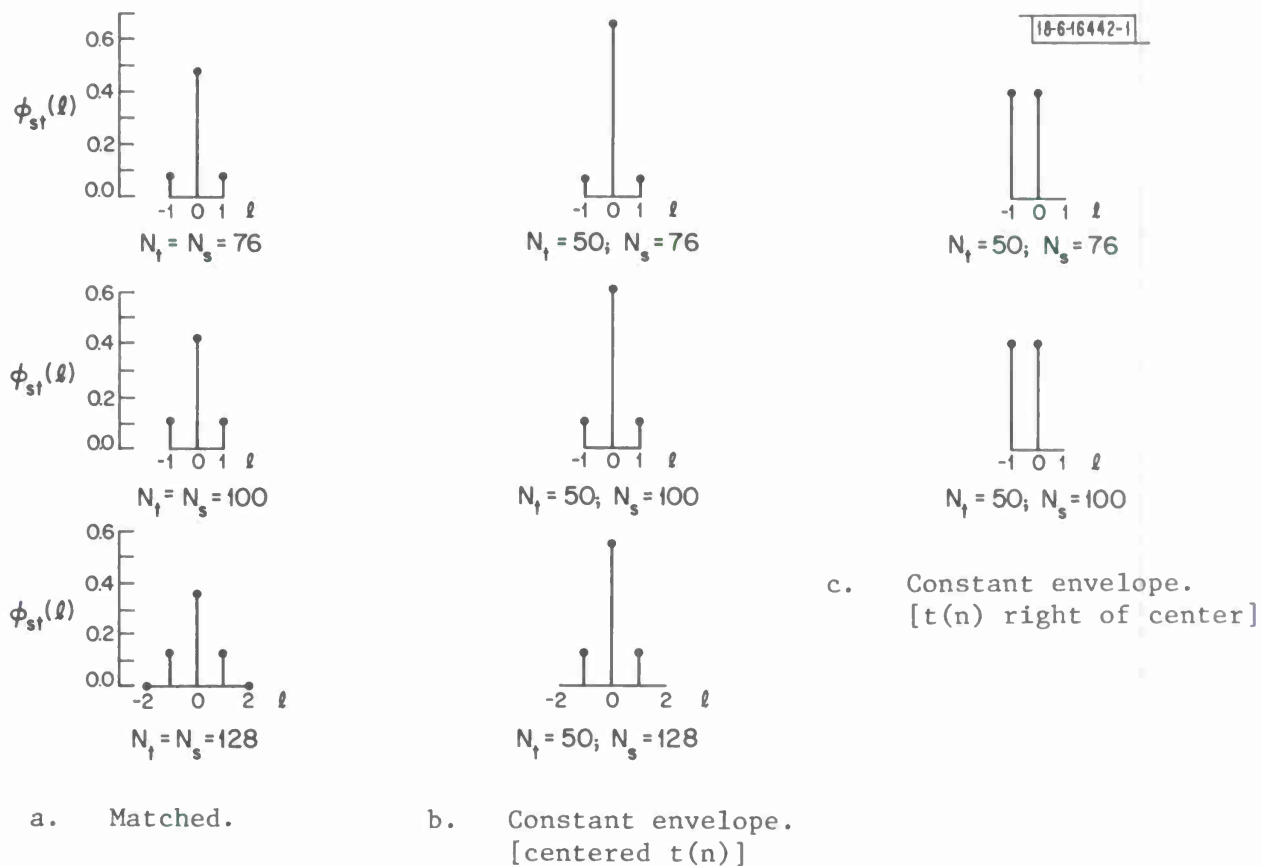 18-6-16442-1
0.6
0.4
0.2
0.0
ϕst(ℓ)
-1 0 1 ℓ
Nt = Ns = 76
-1 0 1 ℓ
Nt = 50; Ns = 76
-1 0 1 ℓ
Nt = 50; Ns = 76
0.6
0.4
0.2
0.0
ϕst(ℓ)
-1 0 1 ℓ
Nt = Ns = 100
-1 0 1 ℓ
Nt = 50; Ns = 100
-1 0 1 ℓ
Nt = 50; Ns = 100
0.6
0.4
0.2
0.0
ϕst(ℓ)
-2 0 2 ℓ
Nt = Ns = 128
-2 0 2 ℓ
Nt = 50; Ns = 128
a. Matched.
b. Constant envelope.
[centered t(n)]
c. Constant envelope.
[t(n) right of center]